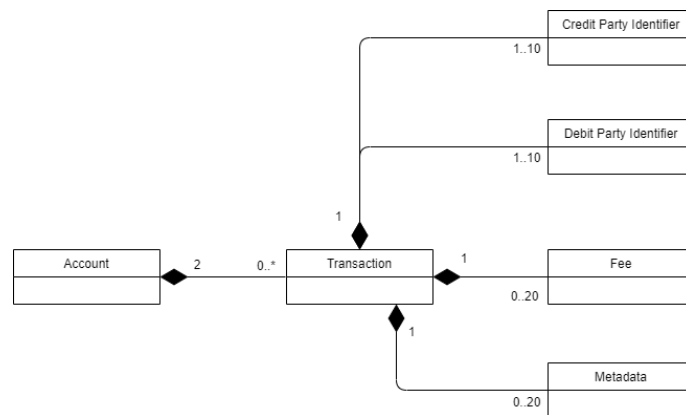 Credit Party Identifier
1..10
Debit Party Identifier
1..10
1
Account
2
0..*
Transaction
1
Fee
0..20
1
Metadata
0..20